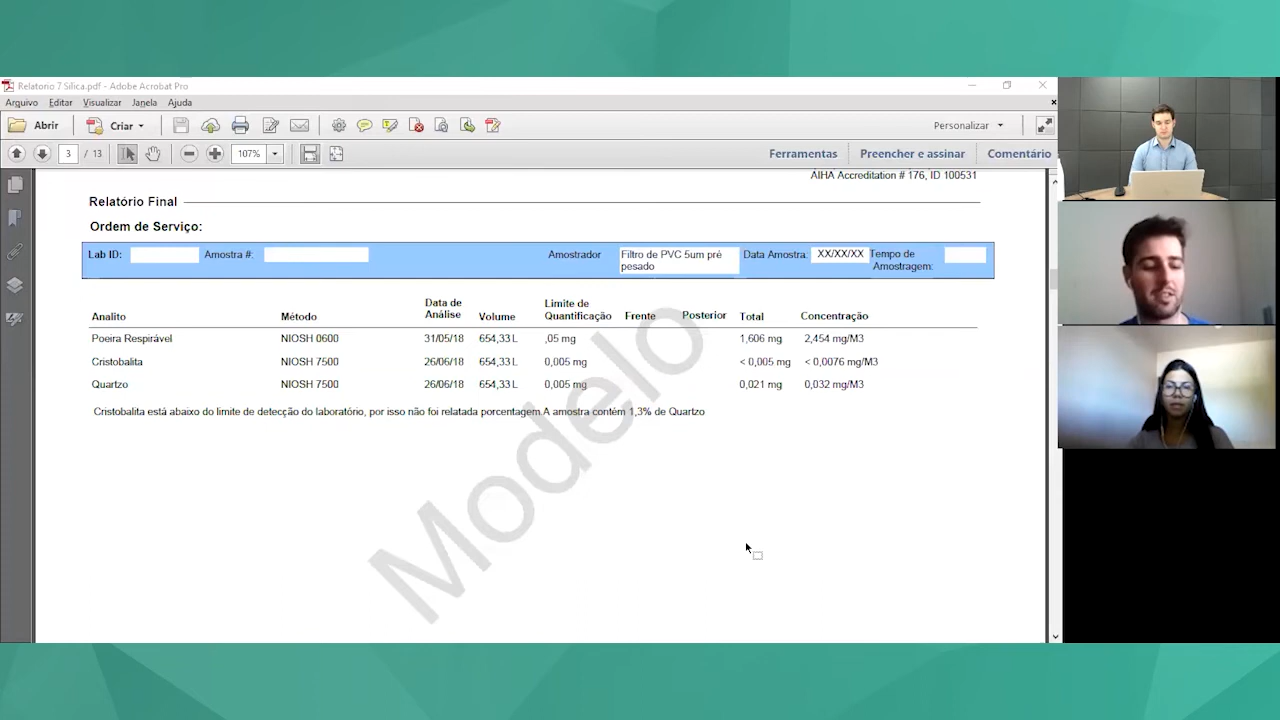 Relatorio 7 Silica.pdf - Adobe Acrobat Pro
Arquivo Editar Visualizar Janela Ajuda
Abrir Criar Personalizar
3 / 13 107% Ferramentas Preencher e assinar Comentário
AIHA Accreditation # 176, ID 100531
Relatório Final
Ordem de Serviço:
Lab ID: Amostra #: Amostrador Filtro de PVC 5um pré pesado Data Amostra: XX/XX/XX Tempo de Amostragem:
Analito Método Data de Análise Volume Limite de Quantificação Frente Posterior Total Concentração
Poeira Respirável NIOSH 0600 31/05/18 654,33 L ,05 mg 1,606 mg 2,454 mg/M3
Cristobalita NIOSH 7500 26/06/18 654,33 L 0,005 mg < 0,005 mg < 0,0076 mg/M3
Quartzo NIOSH 7500 26/06/18 654,33 L 0,005 mg 0,021 mg 0,032 mg/M3
Cristobalita está abaixo do limite de detecção do laboratório, por isso não foi relatada porcentagem.A amostra contém 1,3% de Quartzo
Modelo